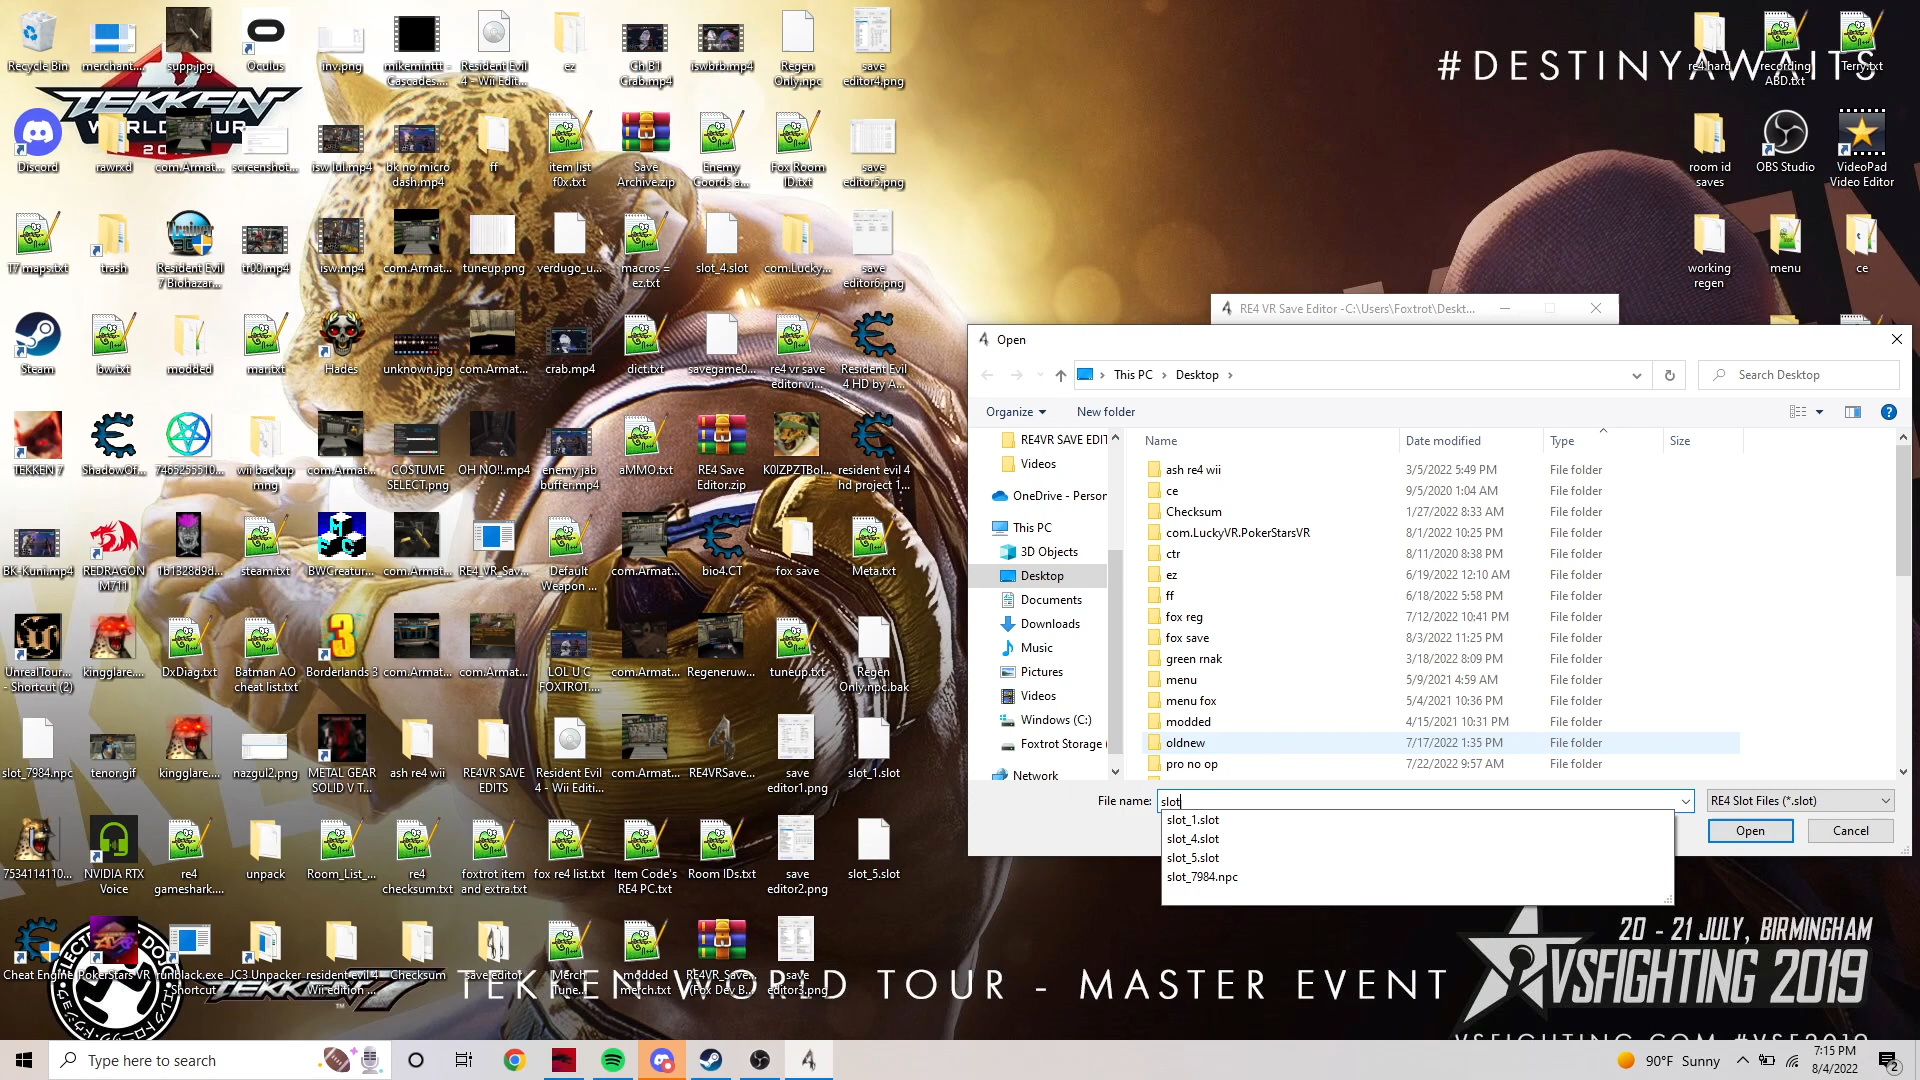 Recycle Bin
merchant....
supp.jpg
Oculus
inv.png
mikeminttt -
Cascades....
Resident Evil
4 - Wii Edit...
ez
Ch B'l
Crab.mp4
iswbrb.mp4
Regen
Only.npc
save
editor4.png
re4 hard
recording
ABD.txt
Terry.txt
#DESTINYAWAITS
TEKKEN
WORLD TOUR
Discord
rawrxd
com.Armat...
screenshot...
isw lul.mp4
bk no micro
dash.mp4
ff
item list
f0x.txt
Save
Archive.zip
Enemy
Coords a...
Fox Room
ID.txt
save
editor5.png
room id
saves
OBS Studio
VideoPad
Video Editor
T7 maps.txt
trash
Resident Evil
7 Biohazar...
tr00.mp4
isw.mp4
com.Armat...
tuneup.png
verdugo_u...
macros =
ez.txt
slot_4.slot
com.Lucky...
save
editor6.png
working
regen
menu
ce
Steam
bw.txt
modded
mar.txt
Hades
unknown.jpg
com.Armat...
crab.mp4
dict.txt
savegame0...
re4 vr save
editor vi...
Resident Evil
4 HD by A...
TEKKEN 7
ShadowOf...
7465255510...
wii backup
mng
com.Armat...
COSTUME
SELECT.png
OH NO!!.mp4
enemy jab
buffer.mp4
aMMO.txt
RE4 Save
Editor.zip
K0lZPZTBol...
resident evil 4
hd project 1...
BK-Kuni.mp4
REDRAGON
M711
1b1328d9d...
steam.txt
BWCreatur...
com.Armat...
RE4_VR_Sav...
Default
Weapon ...
com.Armat...
bio4.CT
fox save
Meta.txt
UnrealTour...
- Shortcut (2)
kingglare....
DxDiag.txt
Batman AO
cheat list.txt
Borderlands 3
com.Armat...
com.Armat...
LOL U C
FOXTROT....
com.Armat...
Regeneruw...
tuneup.txt
Regen
Only.npc.bak
slot_7984.npc
tenor.gif
kingglare....
nazgul2.png
METAL GEAR
SOLID V T...
ash re4 wii
RE4VR SAVE
EDITS
Resident Evil
4 - Wii Editi...
com.Armat...
RE4VRSave...
save
editor1.png
slot_1.slot
7534114110...
NVIDIA RTX
Voice
re4
gameshark....
unpack
Room_List_...
re4
checksum.txt
foxtrot item
and extra.txt
fox re4 list.txt
Item Code's
RE4 PC.txt
Room IDs.txt
save
editor2.png
slot_5.slot
Cheat Engine
PokerStars VR
runblack.exe
Shortcut
JC3 Unpacker
resident evil 4
Wii edition ...
Checksum
save editor
Merch
Tune...
modded
merch.txt
RE4VR_Save...
(Fox Dev B...
save
editor3.png
RE4 VR Save Editor -C:\Users\Foxtrot\Deskt...
Open
This PC
Desktop
Search Desktop
Organize
New folder
RE4VR SAVE EDIT
Videos
OneDrive - Person
This PC
3D Objects
Desktop
Documents
Downloads
Music
Pictures
Videos
Windows (C:)
Foxtrot Storage (
Network
Name Date modified Type Size
ash re4 wii 3/5/2022 5:49 PM File folder
ce 9/5/2020 1:04 AM File folder
Checksum 1/27/2022 8:33 AM File folder
com.LuckyVR.PokerStarsVR 8/1/2022 10:25 PM File folder
ctr 8/11/2020 8:38 PM File folder
ez 6/19/2022 12:10 AM File folder
ff 6/18/2022 5:58 PM File folder
fox reg 7/12/2022 10:41 PM File folder
fox save 8/3/2022 11:25 PM File folder
green rnak 3/18/2022 8:09 PM File folder
menu 5/9/2021 4:59 AM File folder
menu fox 5/4/2021 10:36 PM File folder
modded 4/15/2021 10:31 PM File folder
oldnew 7/17/2022 1:35 PM File folder
pro no op 7/22/2022 9:57 AM File folder
File name: slot
RE4 Slot Files (*.slot)
slot_1.slot
slot_4.slot
slot_5.slot
slot_7984.npc
Open
Cancel
TEKKEN 7
TEKKEN WORLD TOUR - MASTER EVENT
20 - 21 JULY, BIRMINGHAM
VSFIGHTING 2019
VSFIGHTING.COM #VSF2019
Type here to search
90°F Sunny
7:15 PM
8/4/2022
2